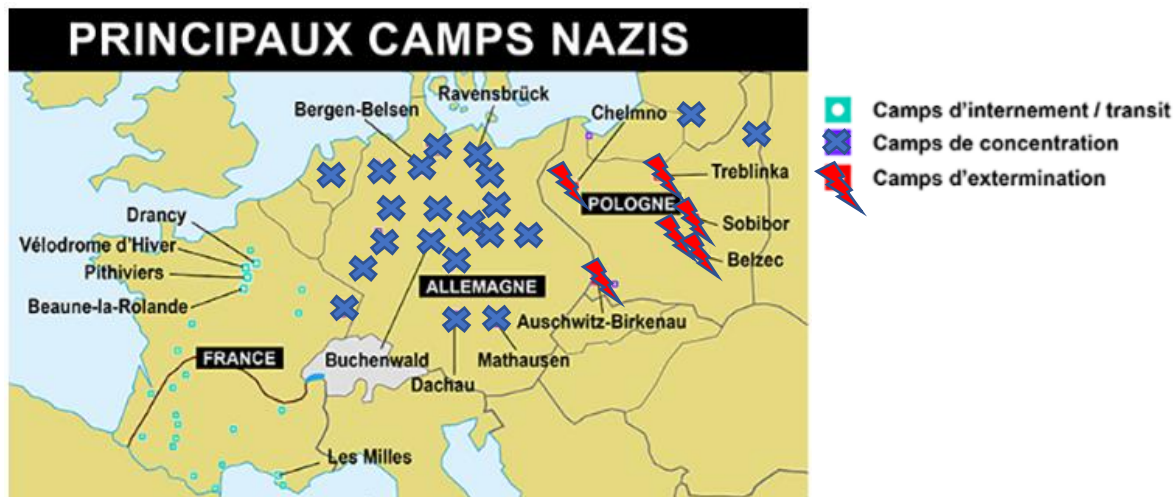 PRINCIPAUX CAMPS NAZIS
Bergen-Belsen
Ravensbrück
Chelmno
Treblinka
POLOGNE
Sobibor
Belzec
Drancy
Vélodrome d'Hiver
Pithiviers
Beaune-la-Rolande
ALLEMAGNE
Auschwitz-Birkenau
FRANCE
Buchenwald
Mathausen
Dachau
Les Milles
Camps d'internement / transit
Camps de concentration
Camps d'extermination